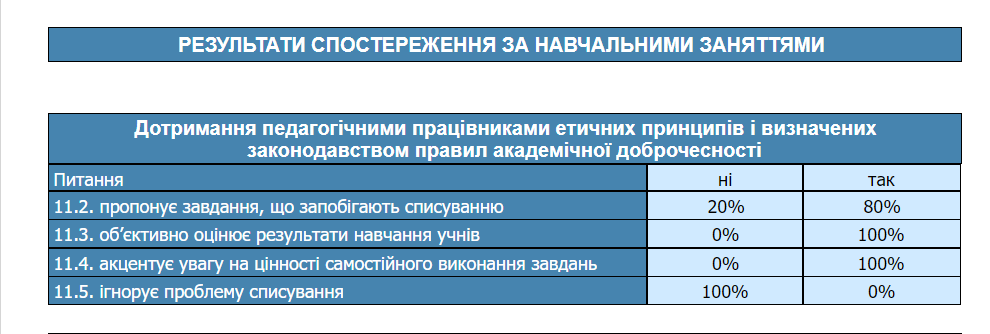 РЕЗУЛЬТАТИ СПОСТЕРЕЖЕННЯ ЗА НАВЧАЛЬНИМИ ЗАНЯТТЯМИ
Дотримання педагогічними працівниками етичних принципів і визначених
законодавством правил академічної доброчесності
Питання ні так
11.2. пропонує завдання, що запобігають списуванню 20% 80%
11.3. об’єктивно оцінює результати навчання учнів 0% 100%
11.4. акцентує увагу на цінності самостійного виконання завдань 0% 100%
11.5. ігнорує проблему списування 100% 0%